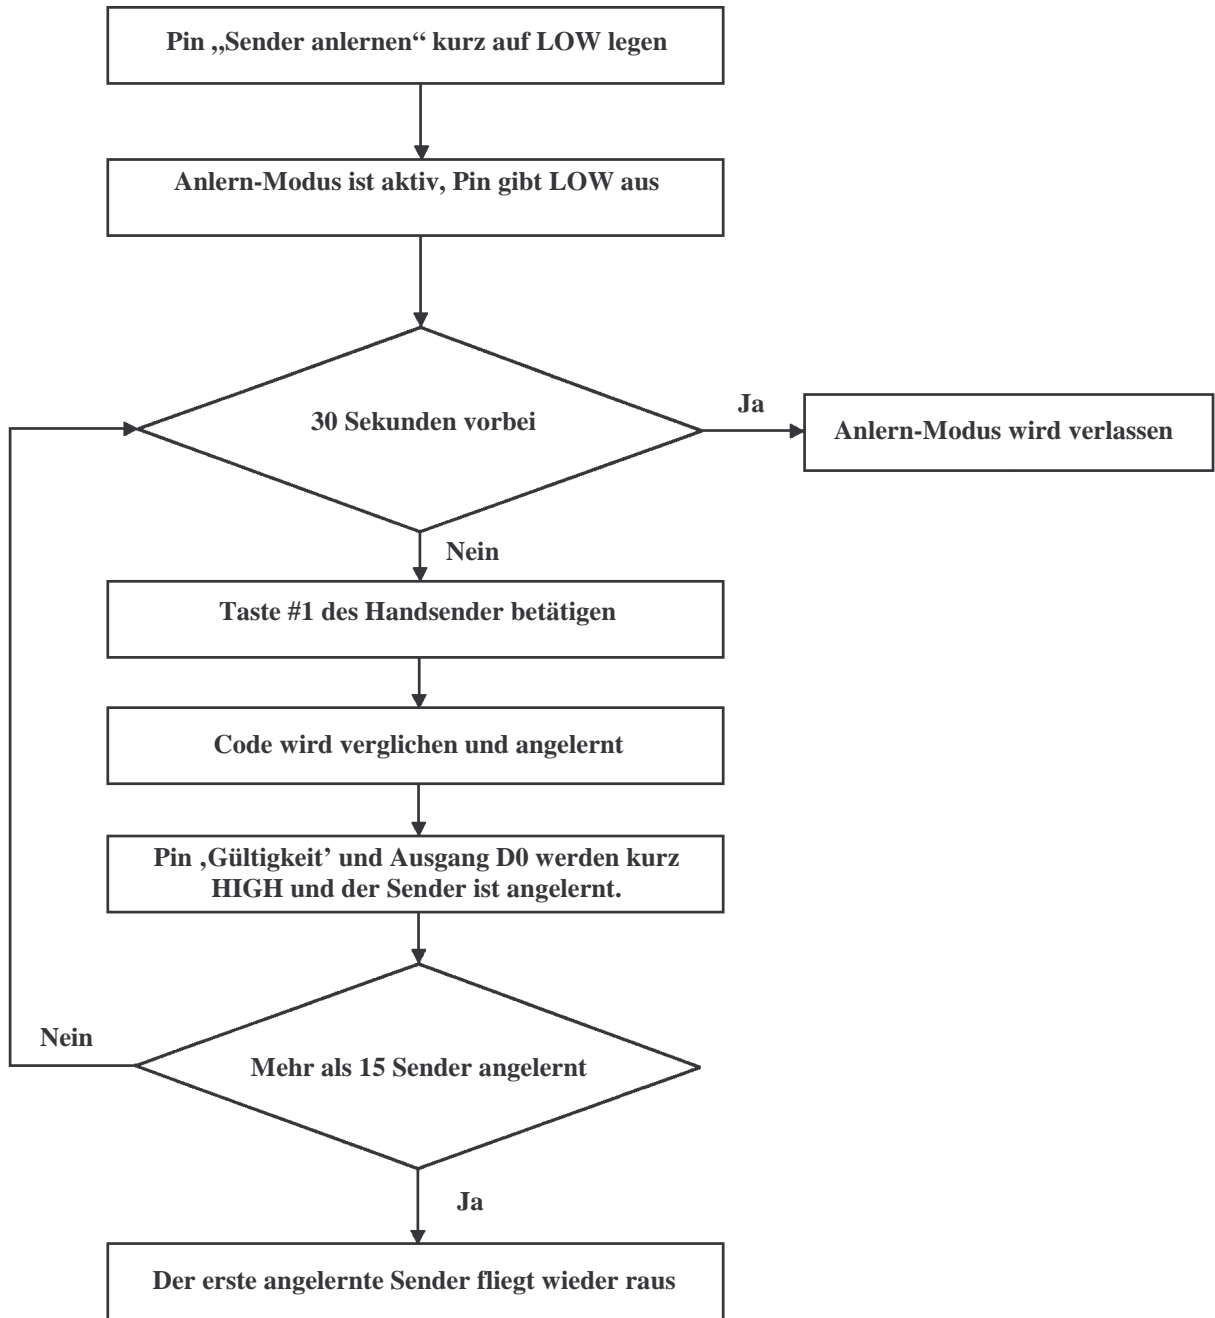 Pin „Sender anlernen“ kurz auf LOW legen
Anlern-Modus ist aktiv, Pin gibt LOW aus
30 Sekunden vorbei
Ja
Anlern-Modus wird verlassen
Nein
Taste #1 des Handsender betätigen
Code wird verglichen und angelernt
Pin ‚Gültigkeit’ und Ausgang D0 werden kurz
HIGH und der Sender ist angelernt.
Nein
Mehr als 15 Sender angelernt
Ja
Der erste angelernte Sender fliegt wieder raus